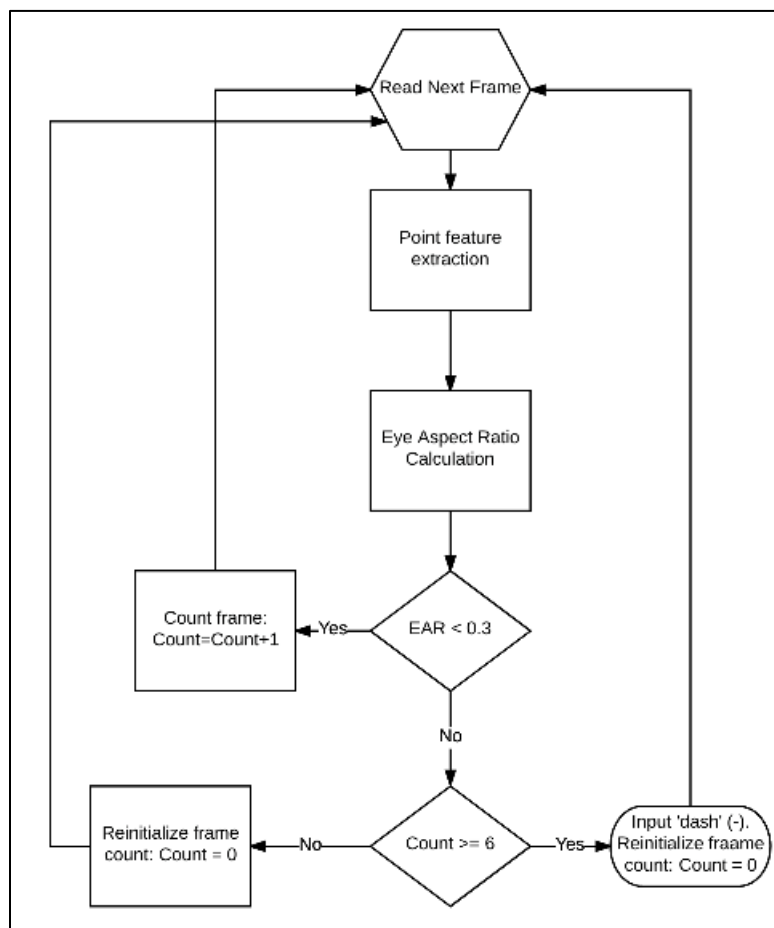 Read Next Frame
Point feature
extraction
Eye Aspect Ratio
Calculation
EAR < 0.3
Yes
Count frame:
Count=Count+1
No
Count >= 6
No
Reinitialize frame
count: Count = 0
Yes
Input 'dash' (-).
Reinitialize fraame
count: Count = 0